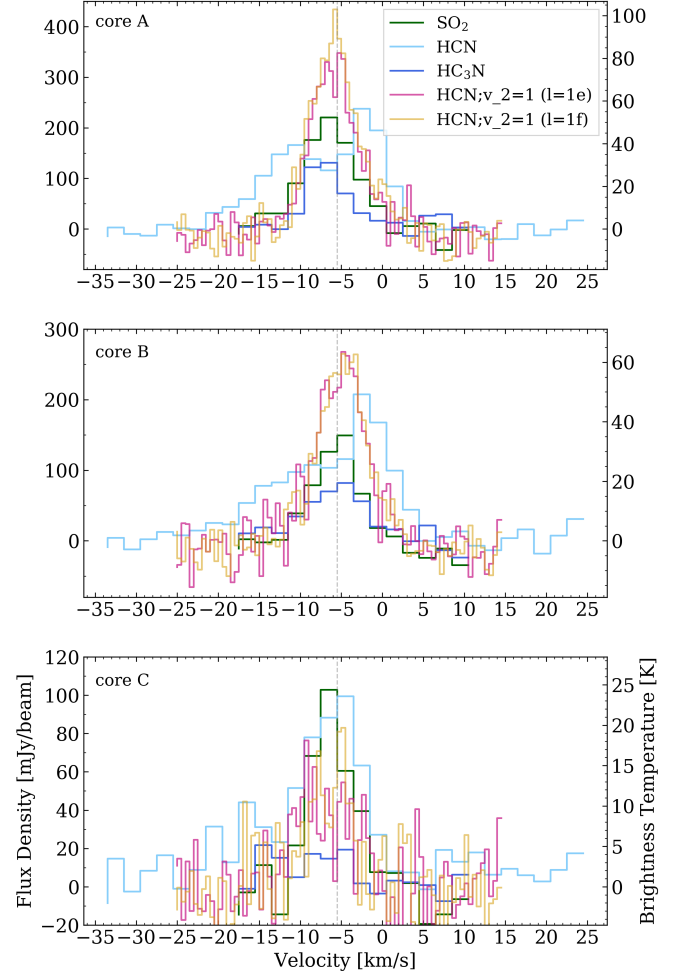 core A
SO₂
HCN
HC₃N
HCN;v_2=1 (l=1e)
HCN;v_2=1 (l=1f)
400
300
200
100
0
100
80
60
40
20
0
−35 −30 −25 −20 −15 −10 −5 0 5 10 15 20 25
core B
300
200
100
0
60
40
20
0
−35 −30 −25 −20 −15 −10 −5 0 5 10 15 20 25
core C
120
100
80
60
40
20
0
−20
25
20
15
10
5
0
−35 −30 −25 −20 −15 −10 −5 0 5 10 15 20 25
Flux Density [mJy/beam]
Brightness Temperature [K]
Velocity [km/s]